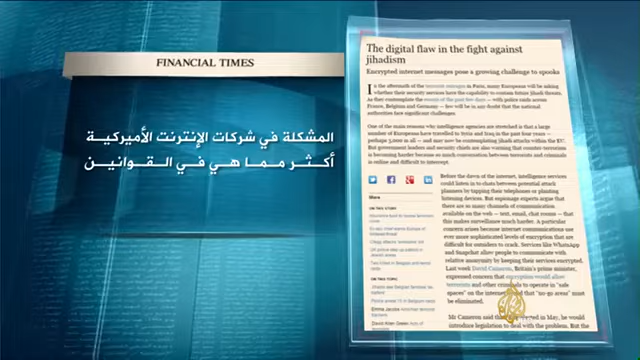 FINANCIAL TIMES
المشكلة في شركات الإنترنت الأميركية
أكثر مما هي في القوانين
The digital flaw in the fight against
jihadism
Encrypted internet messages pose a growing challenge to spooks
In the aftermath of the terrorist outrages in Paris, many Europeans will be asking
whether their security services have the capability to contain future jihadi threats.
As they contemplate the events of the past few days — with police raids across
France, Belgium and Germany — few will be in any doubt that the national
authorities face significant challenges.
One of the main reasons why intelligence agencies are stretched is that a large
number of Europeans have travelled to Syria and Iraq in the past four years —
perhaps 3,000 in all — and may now be contemplating jihadi attacks within the EU.
But government leaders and security chiefs are also warning that counter-terrorism
is becoming harder because so much conversation between terrorists and criminals
is online and difficult to intercept.
Before the dawn of the internet, intelligence services
could listen in to chats between potential attack
planners by tapping their telephones or planting
listening devices. But espionage experts argue that
there are so many channels of communication
available on the web — text, email, chat rooms — that
this makes surveillance much harder. A particular
concern arises because internet communications use
ever more sophisticated levels of encryption that are
difficult for outsiders to crack. Services like WhatsApp
and Snapchat allow people to communicate with
relative anonymity by keeping their services encrypted.
Last week David Cameron, Britain's prime minister,
expressed concern that encryption would allow
terrorists and other criminals to operate in "safe
spaces" on the internet and that "no-go areas" must
be eliminated.
Mr Cameron said that in May, he would
introduce legislation to deal with the problem. But the
More
ON THIS STORY
ON THIS TOPIC